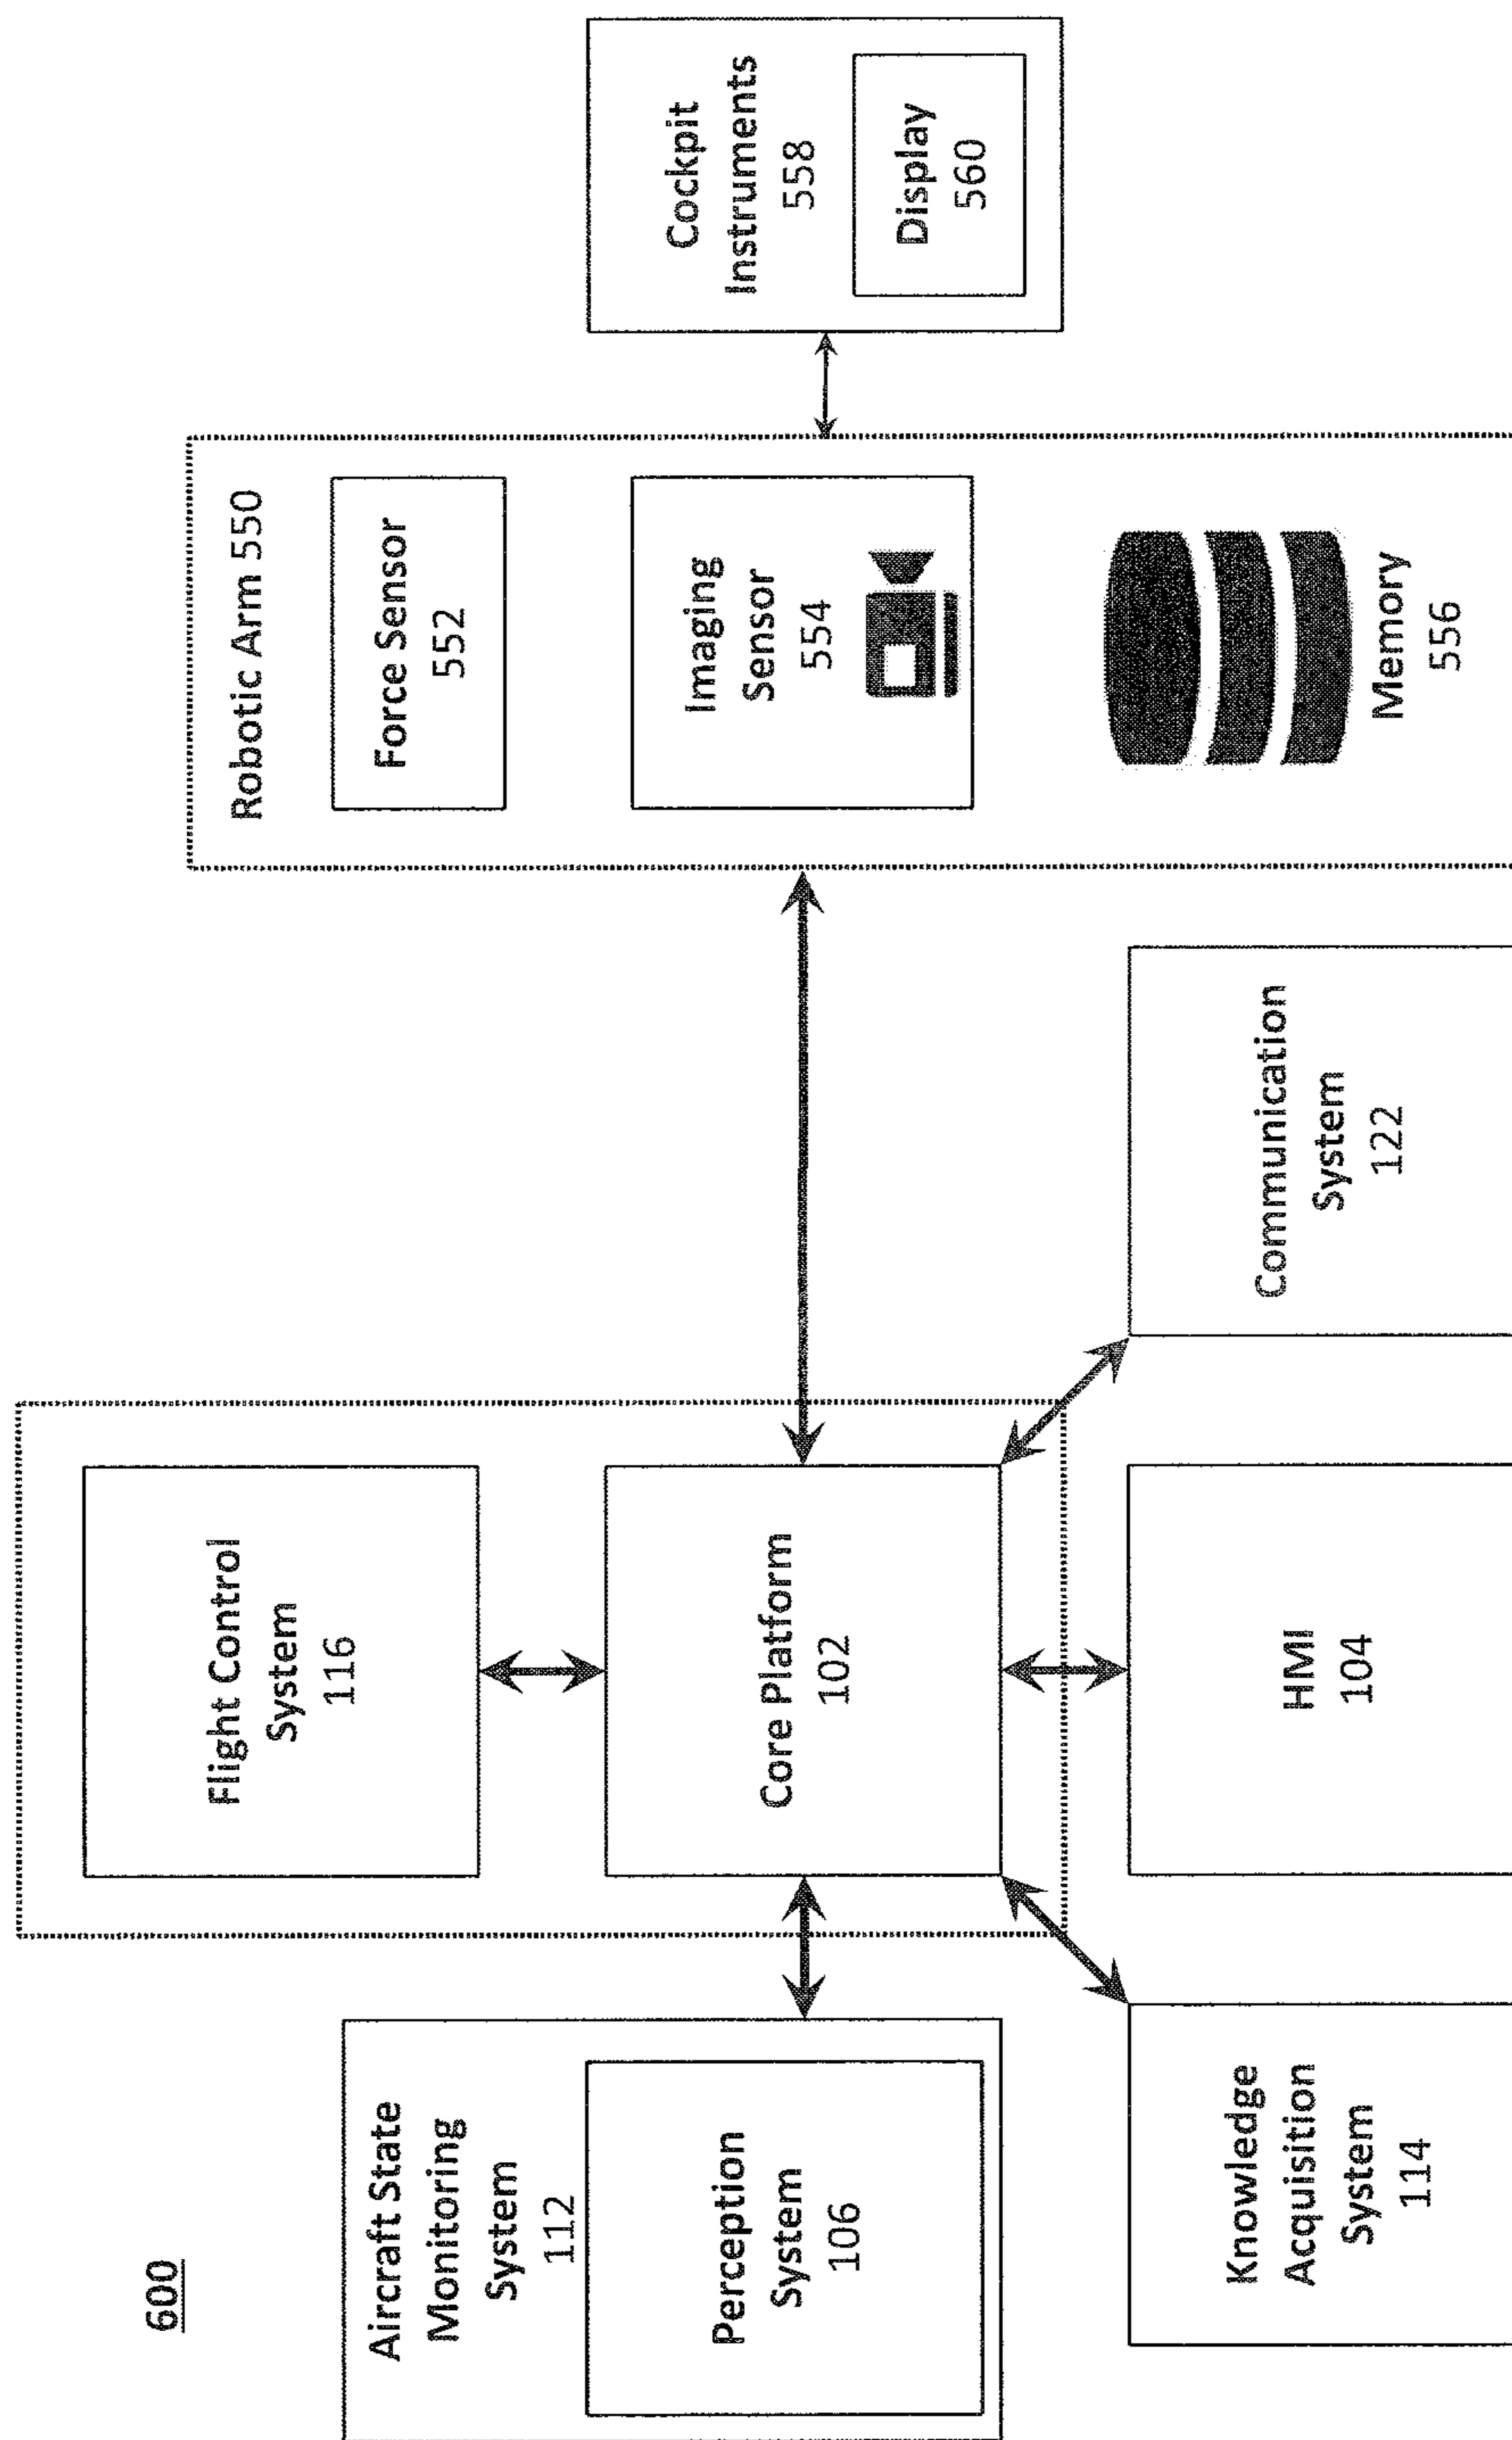 600
Aircraft State
Monitoring
System
112
Perception
System
106
Knowledge
Acquisition
System
114
Flight Control
System
116
Core Platform
102
HMI
104
Communication
System
122
Robotic Arm 550
Force Sensor
552
Imaging
Sensor
554
Memory
556
Cockpit
Instruments
558
Display
560